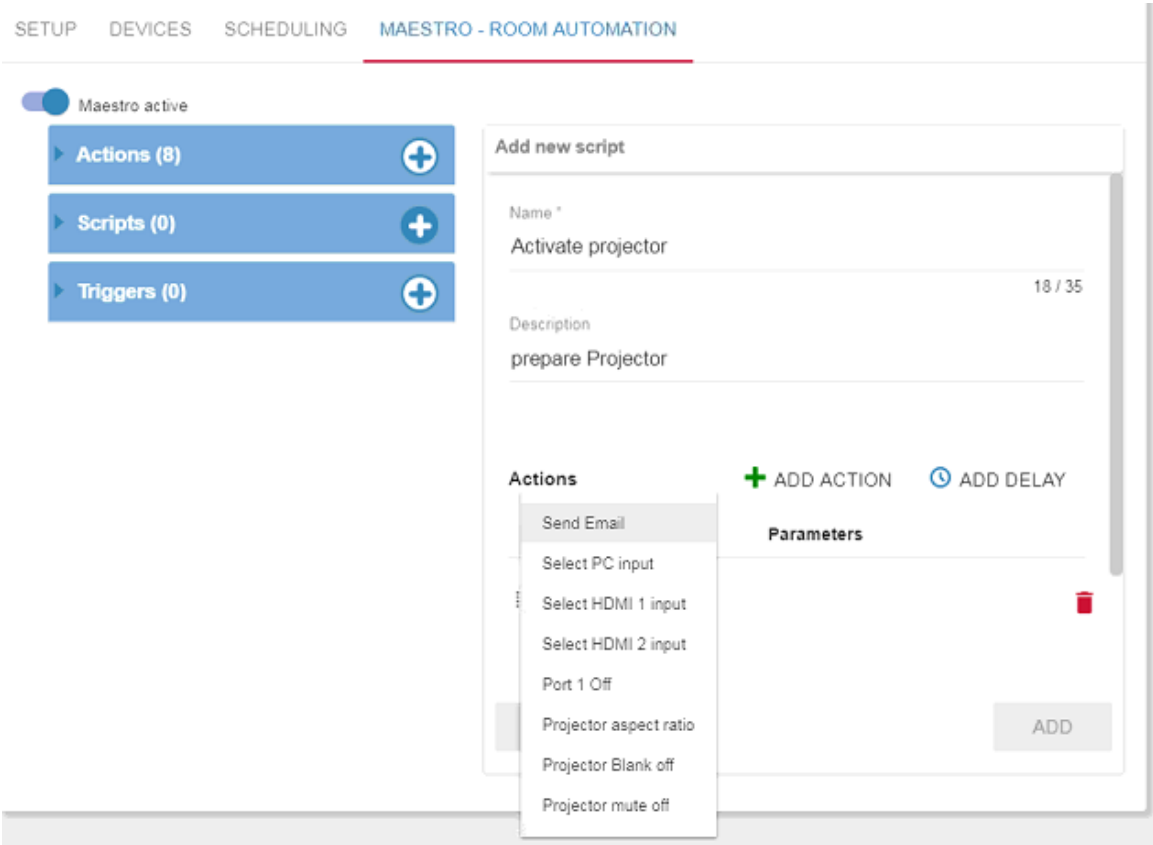 SETUP DEVICES SCHEDULING MAESTRO - ROOM AUTOMATION
Maestro active
Actions (8)
Scripts (0)
Triggers (0)
Add new script
Name *
Activate projector
18 / 35
Description
prepare Projector
Actions ADD ACTION ADD DELAY
Parameters
Send Email
Select PC input
Select HDMI 1 input
Select HDMI 2 input
Port 1 Off
Projector aspect ratio
Projector Blank off
Projector mute off
ADD